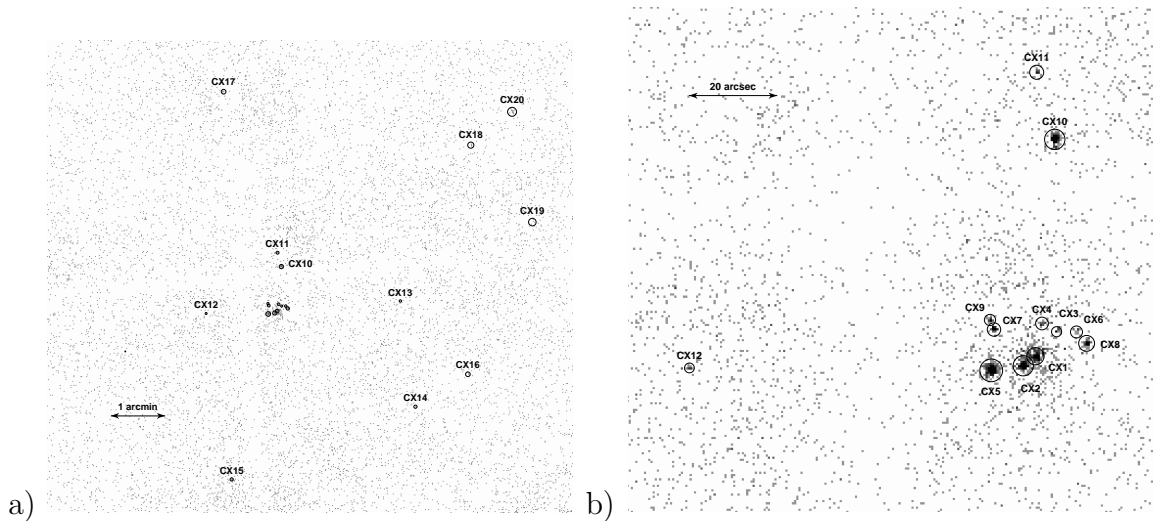 CX17
CX20
CX18
CX19
CX11
CX10
CX12
CX13
CX16
1 arcmin
CX14
CX15
a)
CX11
20 arcsec
CX10
CX9
CX4
CX3
CX6
CX7
CX8
CX12
CX1
CX5
CX2
b)